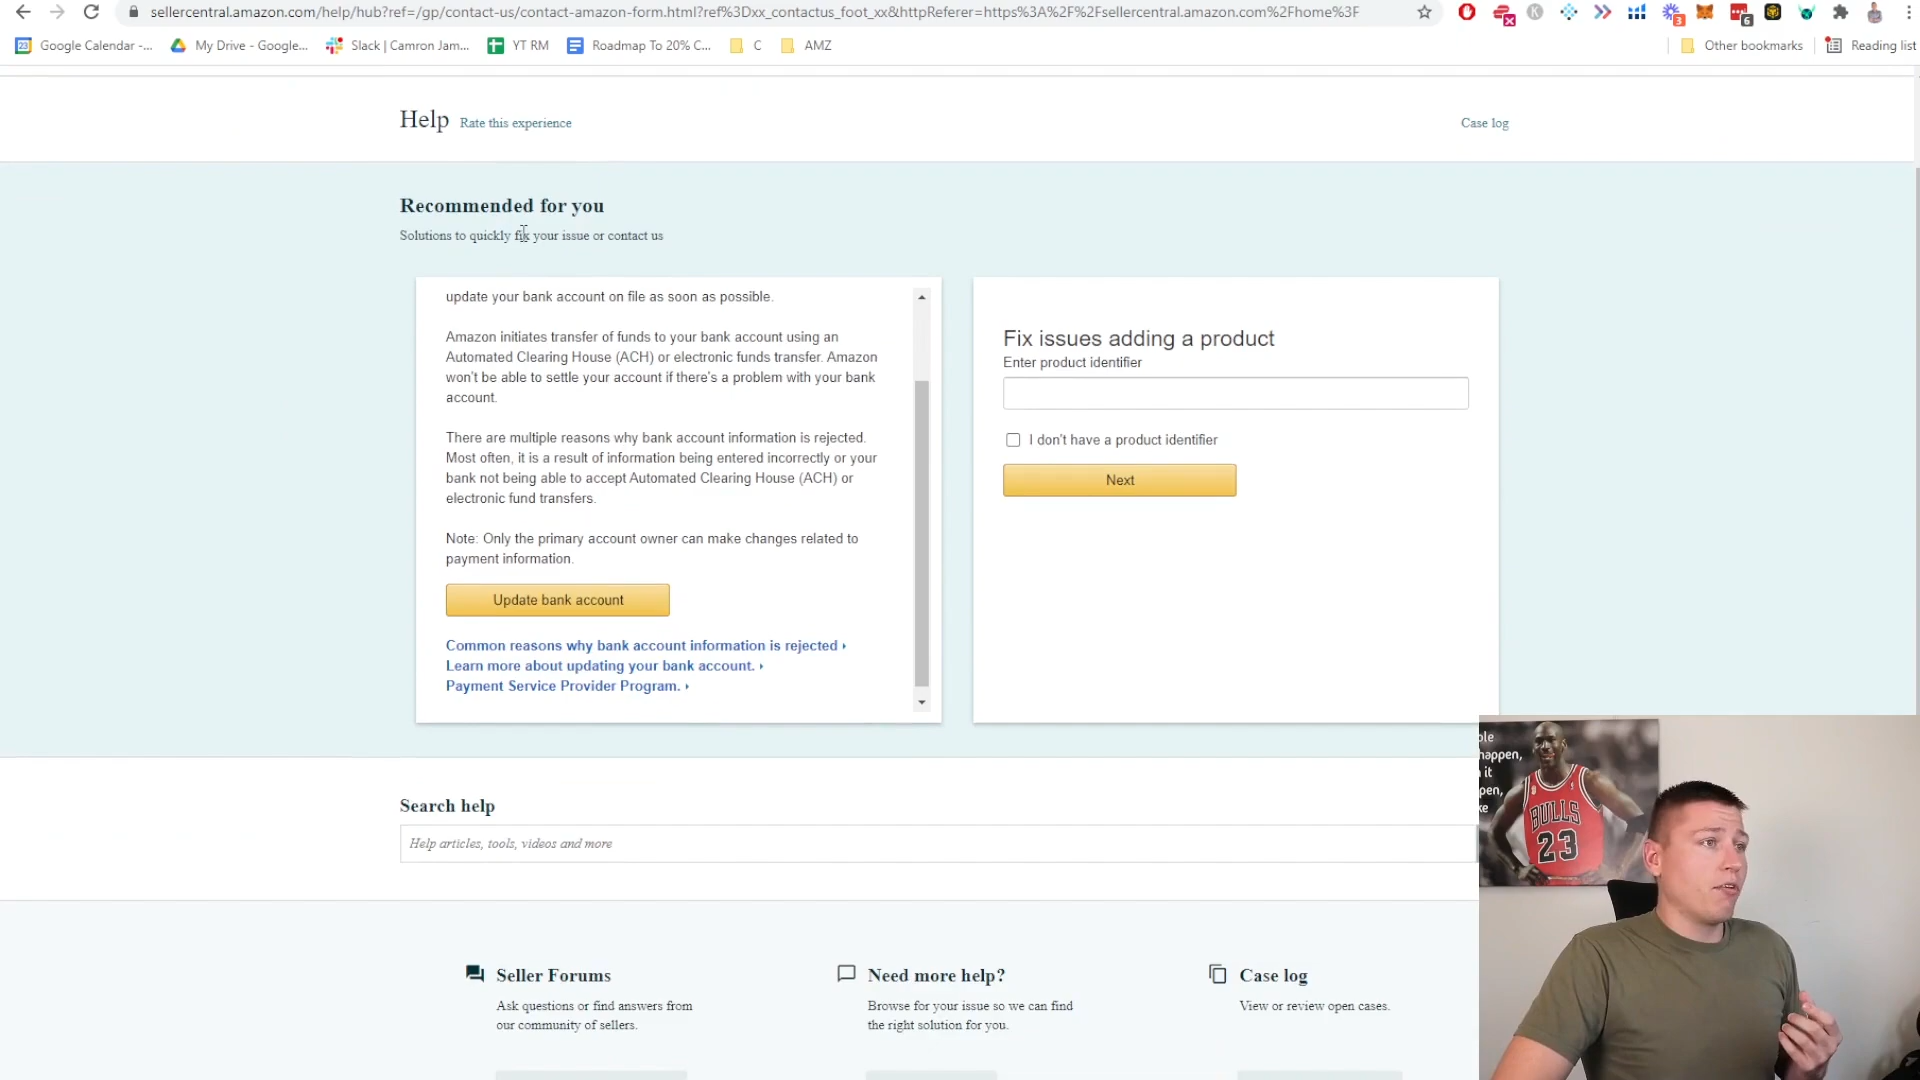 sellercentral.amazon.com/help/hub?ref=/gp/contact-us/contact-amazon-form.html?ref%3Dxx_contactus_foot_xx&httpReferer=https%3A%2F%2Fsellercentral.amazon.com%2Fhome%3F
3
6
23
Google Calendar -...
My Drive - Google...
Slack | Camron Jam...
YT RM
Roadmap To 20% C...
C
AMZ
Other bookmarks
Reading list
Help
Rate this experience
Case log
Recommended for you
Solutions to quickly fix your issue or contact us
update your bank account on file as soon as possible.
Amazon initiates transfer of funds to your bank account using an
Automated Clearing House (ACH) or electronic funds transfer. Amazon
won't be able to settle your account if there's a problem with your bank
account.
There are multiple reasons why bank account information is rejected.
Most often, it is a result of information being entered incorrectly or your
bank not being able to accept Automated Clearing House (ACH) or
electronic fund transfers.
Note: Only the primary account owner can make changes related to
payment information.
Update bank account
Common reasons why bank account information is rejected
Learn more about updating your bank account.
Payment Service Provider Program.
Fix issues adding a product
Enter product identifier
I don't have a product identifier
Next
Search help
Help articles, tools, videos and more
Seller Forums
Ask questions or find answers from
our community of sellers.
Need more help?
Browse for your issue so we can find
the right solution for you.
Case log
View or review open cases.
happen,
it
BULLS
23